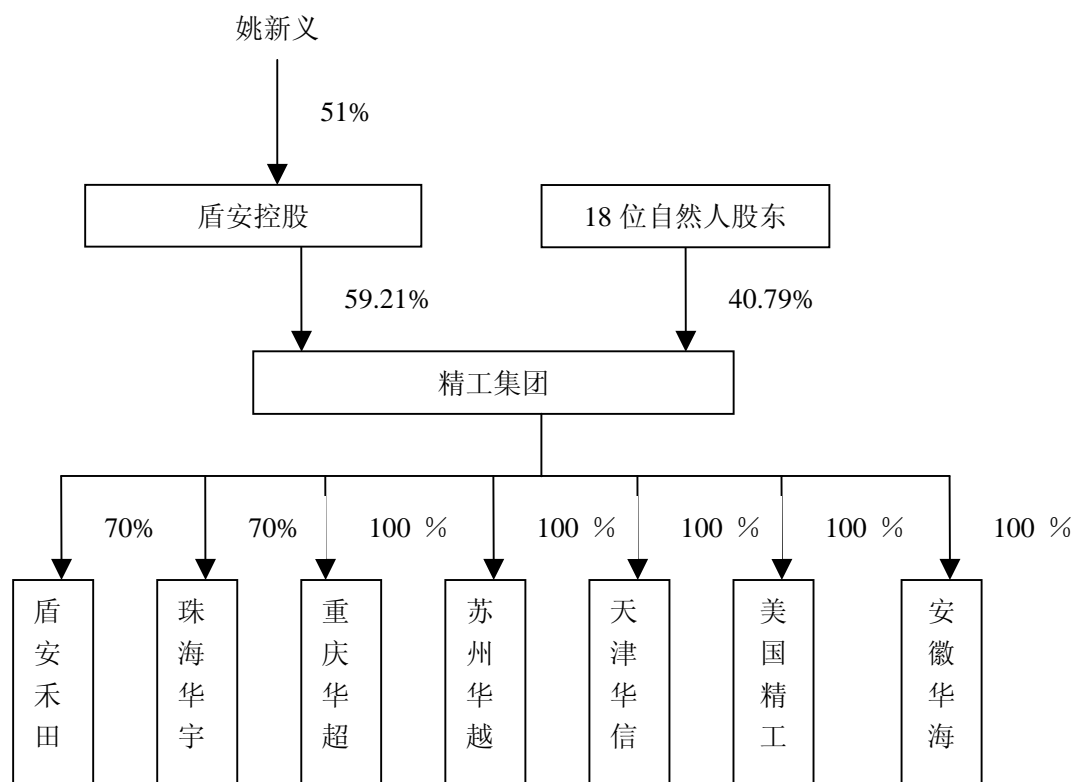 姚新义
51%
盾安控股
18 位自然人股东
59.21%
40.79%
精工集团
70%
70%
100 %
100 %
100 %
100 %
100 %
盾安禾田
珠海华宇
重庆华超
苏州华越
天津华信
美国精工
安徽华海